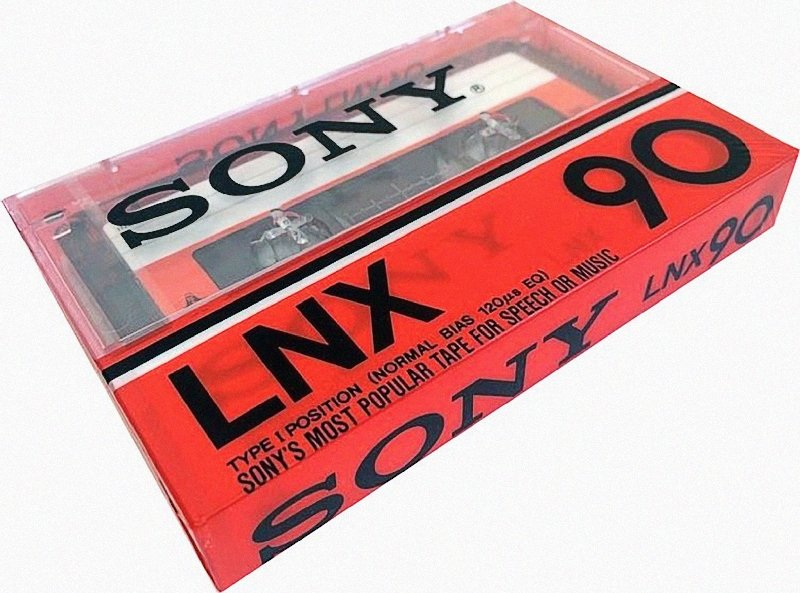 SONY®
LNX 90
TYPE I POSITION (NORMAL BIAS 120μs EQ)
SONY'S MOST POPULAR TAPE FOR SPEECH OR MUSIC
SONY LNX90